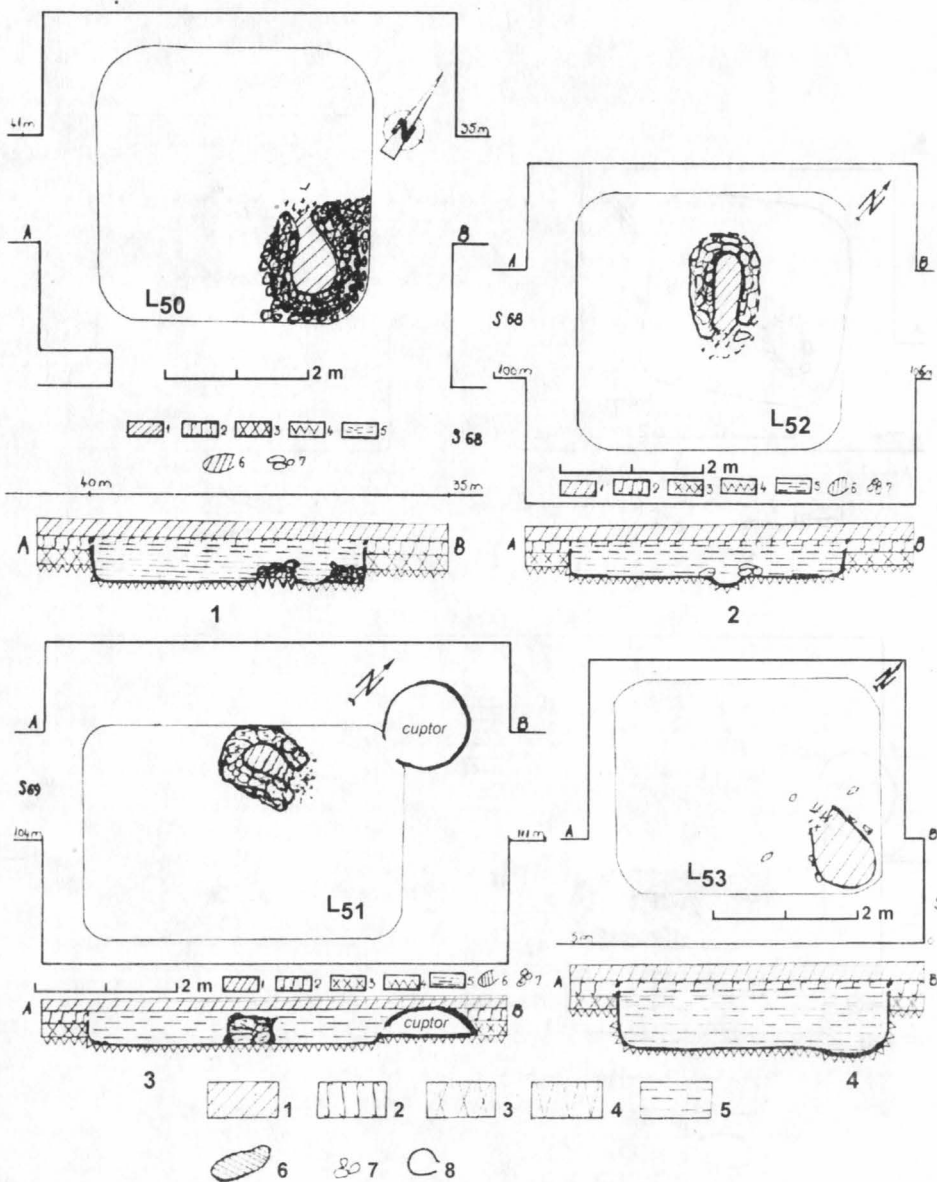 41m 35m
N
A B
L50
2 m
S 68
1 2 3 4 5
6 7
40m 35m
A B
1
N
A B
S 68
100m
L52
2 m
1 2 3 4 5 6 7
A B
2
N
A B
cuptor
S69
104m 111m
L51
2 m 1 2 3 4 5 6 7
A B
cuptor
3
N
A B
L53
2 m
A B
4
1 2 3 4 5
6 7 8